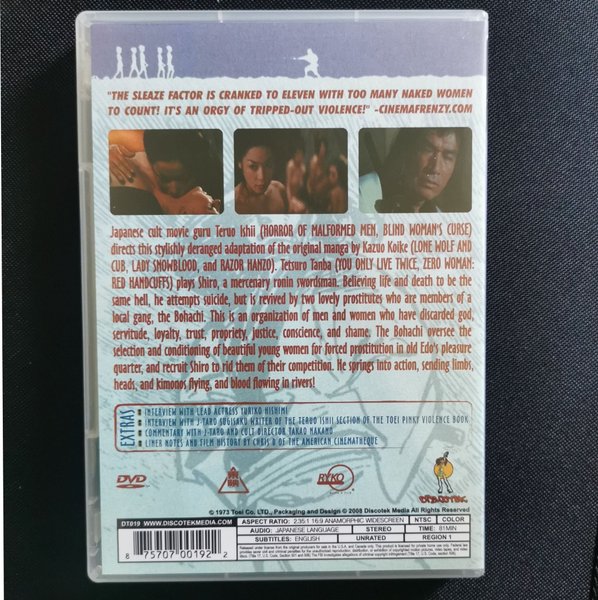 "THE SLEAZE FACTOR IS CRANKED TO ELEVEN WITH TOO MANY NAKED WOMEN
TO COUNT! IT'S AN ORGY OF TRIPPED-OUT VIOLENCE!" -CINEMAFRENZY.COM
Japanese cult movie guru Teruo Ishii (HORROR OF MALFORMED MEN, BLIND WOMAN'S CURSE)
directs this stylishly deranged adaptation of the original manga by Kazuo Koike (LONE WOLF AND
CUB, LADY SNOWBLOOD, and RAZOR HANZO). Tetsuro Tanba (YOU ONLY LIVE TWICE, ZERO WOMAN:
RED HANDCUFFS) plays Shiro, a mercenary ronin swordsman. Believing life and death to be the
same hell, he attempts suicide, but is revived by two lovely prostitutes who are members of a
local gang, the Bohachi. This is an organization of men and women who have discarded god,
servitude, loyalty, trust, propriety, justice, conscience, and shame. The Bohachi oversee the
selection and conditioning of beautiful young women for forced prostitution in old Edo's pleasure
quarter, and recruit Shiro to rid them of their competition. He springs into action, sending limbs,
heads, and kimonos flying, and blood flowing in rivers!
EXTRAS
INTERVIEW WITH LEAD ACTRESS YURIKO HISHIMI
INTERVIEW WITH J-TARO SUGISAKU WRITER OF THE TERUO ISHII SECTION OF THE TOEI PINKY VIOLENCE BOOK
COMMENTARY WITH J-TARO AND CULT DIRECTOR TAKAO NAKANO
LINER NOTES AND FILM HISTORY BY CHRIS D OF THE AMERICAN CINEMATHEQUE
DVD
RYKO
DISCOTEK
© 1973 Toei Co, LTD., Packaging and Design © 2008 Discotek Media All Rights Reserved
DT019 WWW.DISCOTEKMEDIA.COM
ASPECT RATIO: 2:35:1 16:9 ANAMORPHIC WIDESCREEN NTSC COLOR
AUDIO: JAPANESE LANGUAGE STEREO TIME: 81MIN
SUBTITLES: ENGLISH UNRATED REGION 1
8 75707 00192 2